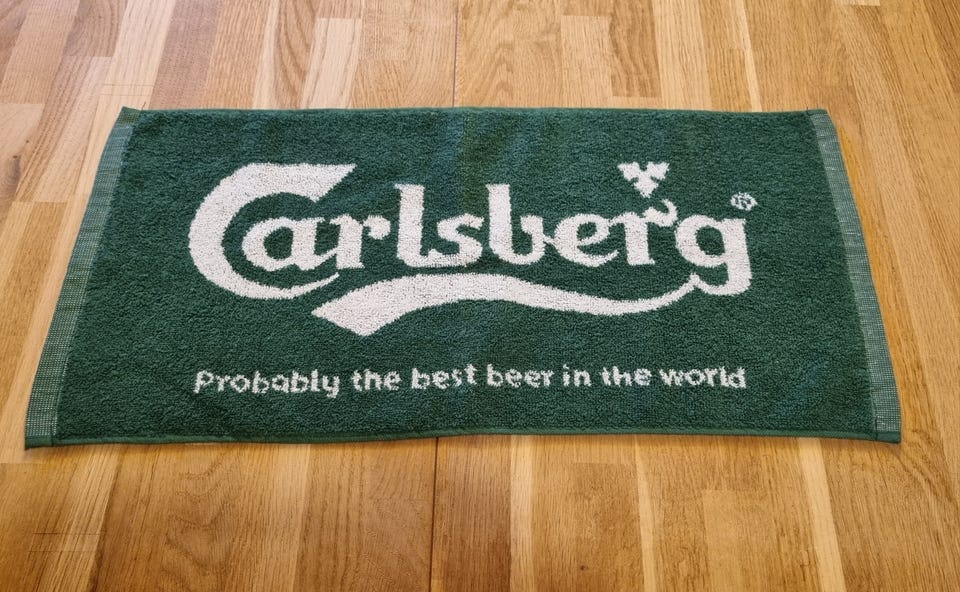 Carlsberg®
Probably the best beer in the world